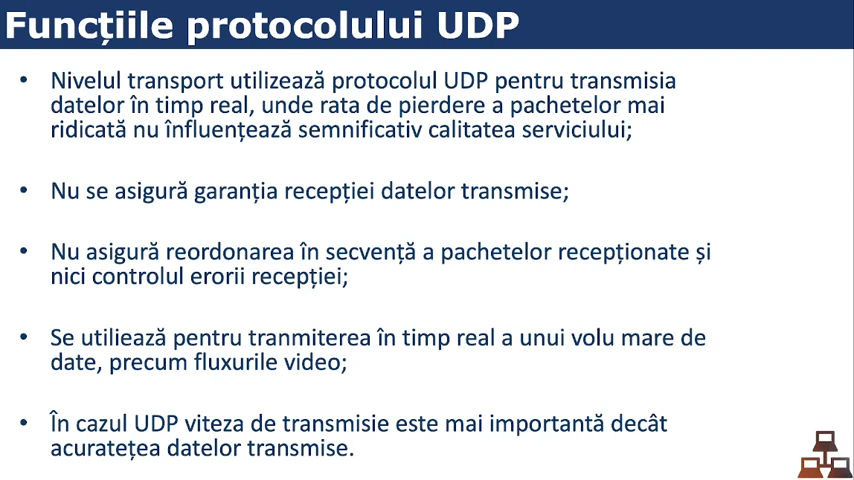 Funcțiile protocolului UDP
• Nivelul transport utilizează protocolul UDP pentru transmisia
datelor în timp real, unde rata de pierdere a pachetelor mai
ridicată nu înfluențează semnificativ calitatea serviciului;
• Nu se asigură garanția recepției datelor transmise;
• Nu asigură reordonarea în secvență a pachetelor recepționate și
nici controlul erorii recepției;
• Se utiliează pentru tranmiterea în timp real a unui volu mare de
date, precum fluxurile video;
• În cazul UDP viteza de transmisie este mai importantă decât
acuratețea datelor transmise.